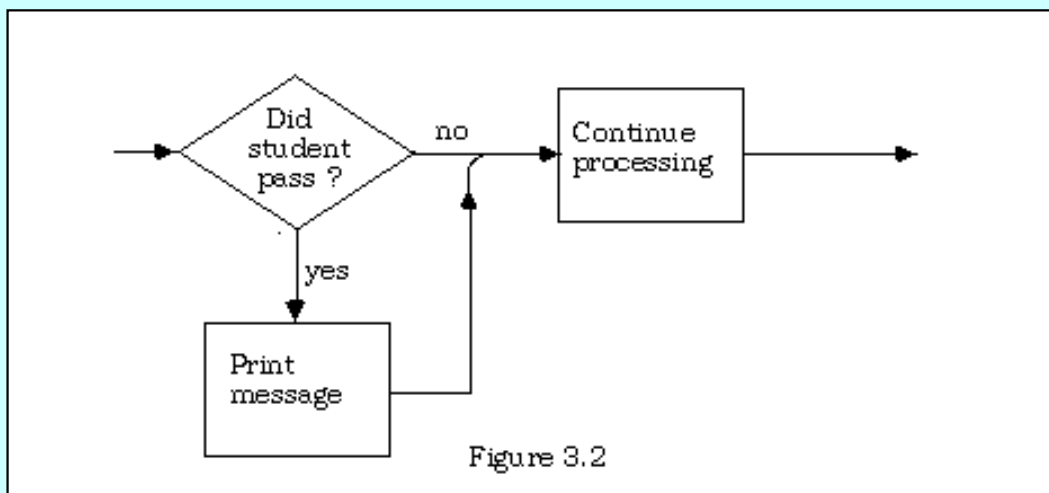 Did
student
pass ?
no
Continue
processing
yes
Print
message
Figure 3.2